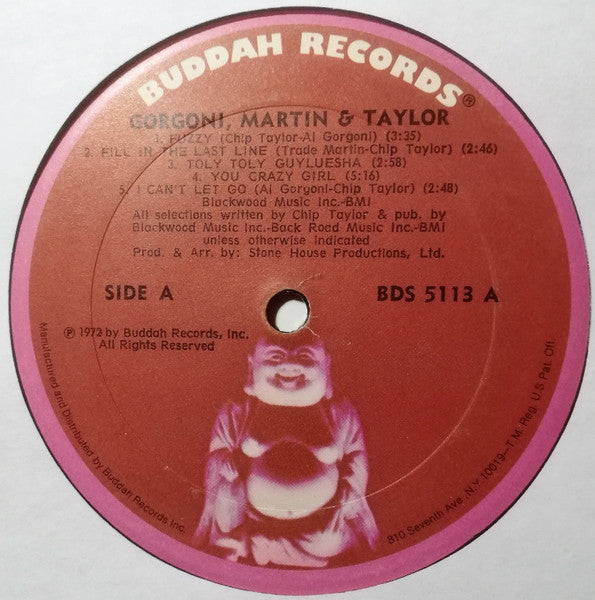 BUDDAH RECORDS®
GORGONI, MARTIN & TAYLOR
1. FUZZY (Chip Taylor-Al Gorgoni) (3:35)
2. FILL IN THE LAST LINE (Trade Martin-Chip Taylor) (2:46)
3. TOLY TOLY GUYLUESHA (2:58)
4. YOU CRAZY GIRL (5:16)
5. I CAN'T LET GO (Al Gorgoni-Chip Taylor) (2:48)
Blackwood Music Inc.-BMI
All selections written by Chip Taylor & pub. by
Blackwood Music Inc.-Back Road Music Inc.-BMI
unless otherwise indicated
Prod. & Arr. by: Stone House Productions, Ltd.
SIDE A
BDS 5113 A
℗ 1972 by Buddah Records, Inc.
All Rights Reserved
Manufactured and Distributed by Buddah Records Inc.
810 Seventh Ave., N.Y. 10019—T.M. Reg. U.S. Pat. Off.